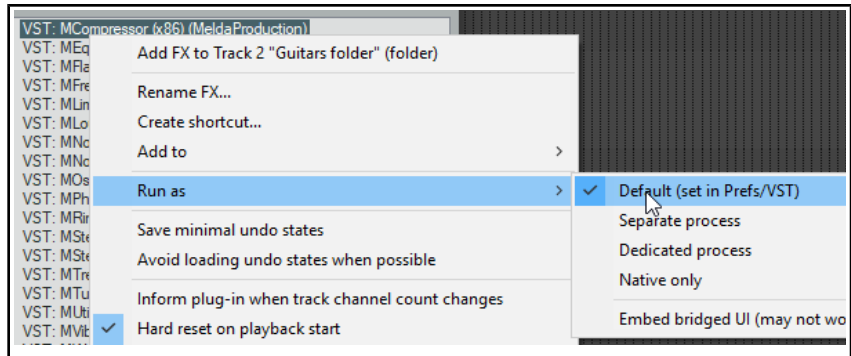 VST: MCompressor (x86) (MeldaProduction)
VST: MEq
VST: MFla
VST: MFre
VST: MLim
VST: MLo
VST: MNo
VST: MNo
VST: MOs
VST: MPh
VST: MRin
VST: MSte
VST: MSte
VST: MTre
VST: MTu
VST: MUti
VST: MVib
Add FX to Track 2 "Guitars folder" (folder)
Rename FX...
Create shortcut...
Add to
Run as
Save minimal undo states
Avoid loading undo states when possible
Inform plug-in when track channel count changes
Hard reset on playback start
Default (set in Prefs/VST)
Separate process
Dedicated process
Native only
Embed bridged UI (may not wo